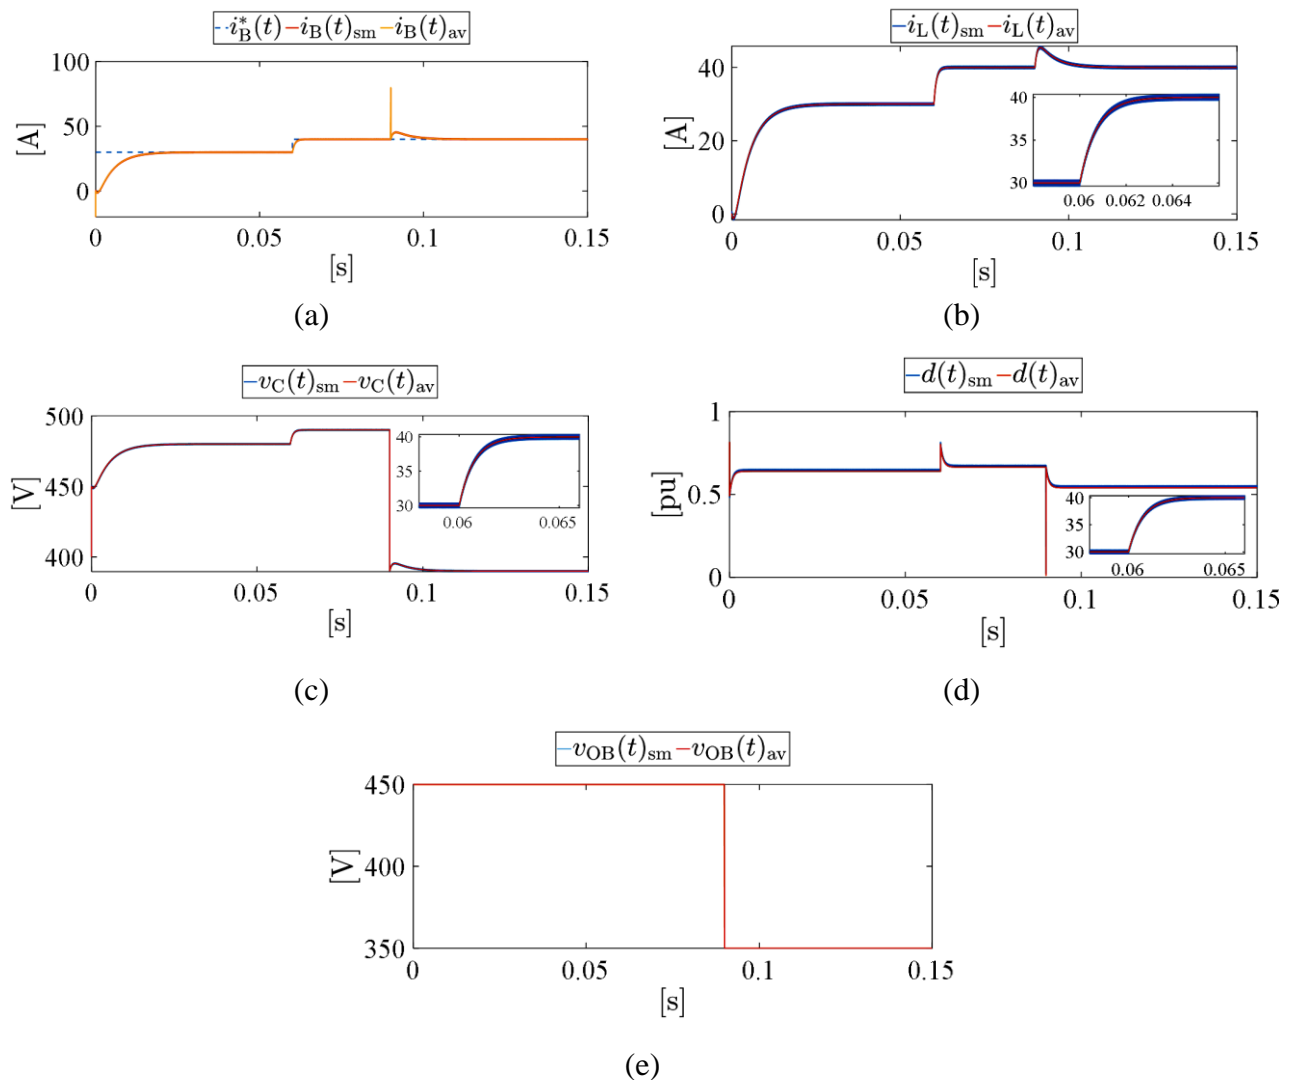 i*B(t) iB(t)sm iB(t)av
100
50
0
[A]
0 0.05 0.1 0.15
[s]
(a)
iL(t)sm iL(t)av
40
20
0
[A]
40
35
30
0.06 0.062 0.064
0 0.05 0.1 0.15
[s]
(b)
vC(t)sm vC(t)av
500
450
400
[V]
40
35
30
0.06 0.065
0 0.05 0.1 0.15
[s]
(c)
d(t)sm d(t)av
1
0.5
0
[pu]
40
35
30
0.06 0.065
0 0.05 0.1 0.15
[s]
(d)
vOB(t)sm vOB(t)av
450
400
350
[V]
0 0.05 0.1 0.15
[s]
(e)